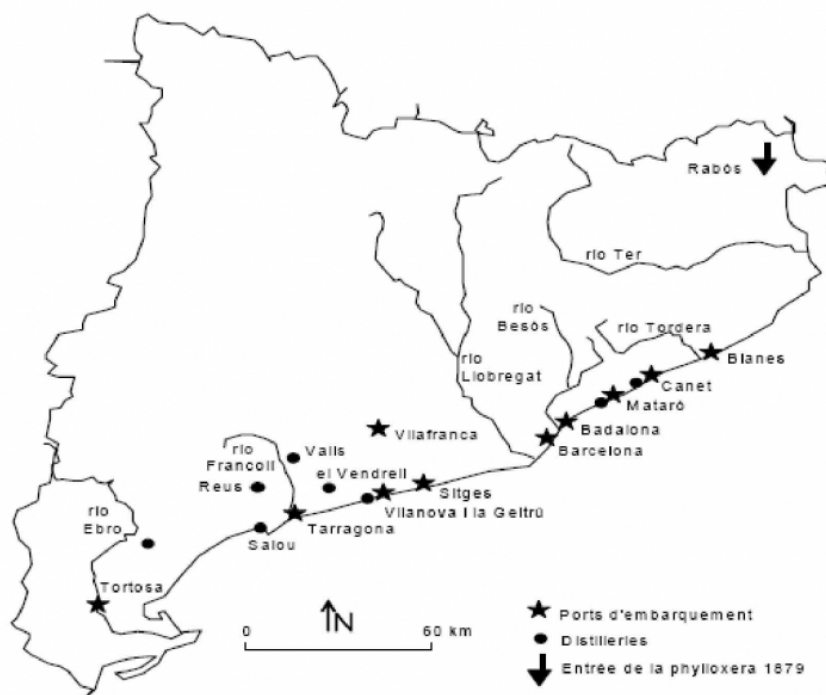 Rabós
río Ter
río
Besòs
río Tordera
río
Llobregat
Blanes
Canet
Mataró
Badalona
Barcelona
Vilafranca
río
Francolí
Valls
el Vendrell
Reus
Sitges
Vilanova i la Geltrú
Tarragona
Salou
río
Ebro
Tortosa
N
0 60 km
Ports d'embarquement
Distilleries
Entrée de la phylloxera 1879